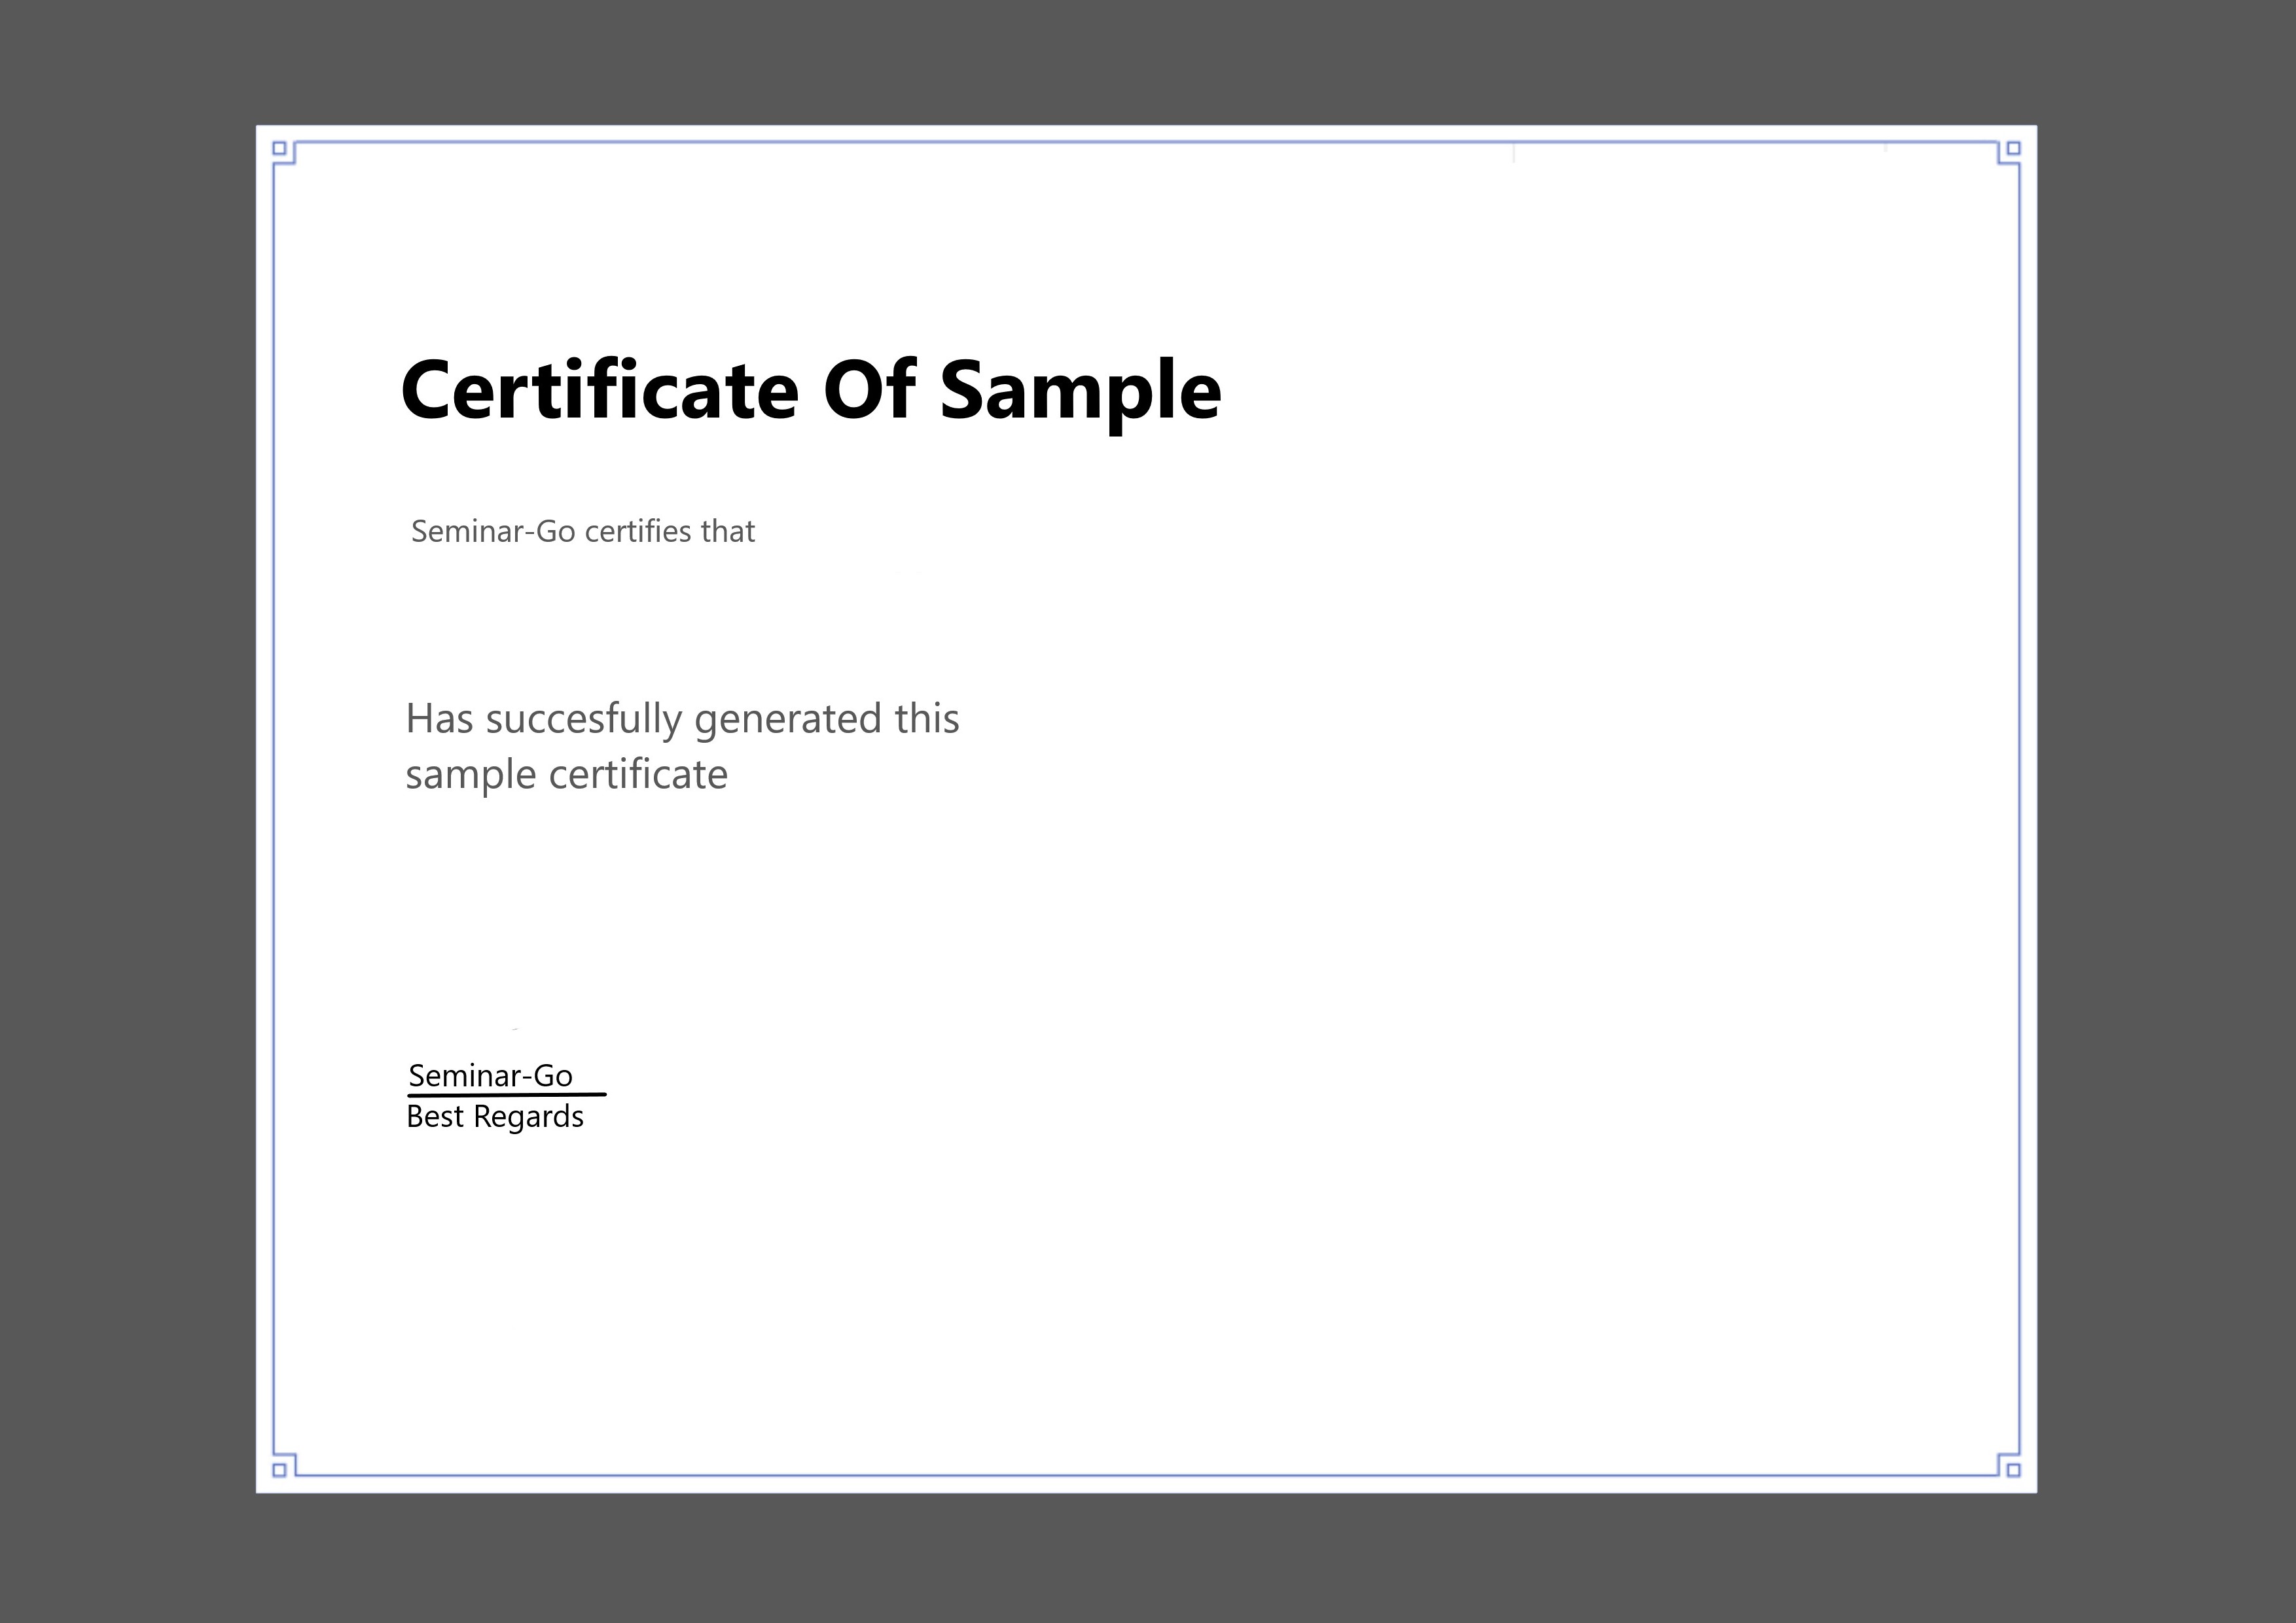 Certificate Of Sample
Seminar-Go certifies that
Has succesfully generated this
sample certificate
Seminar-Go
Best Regards